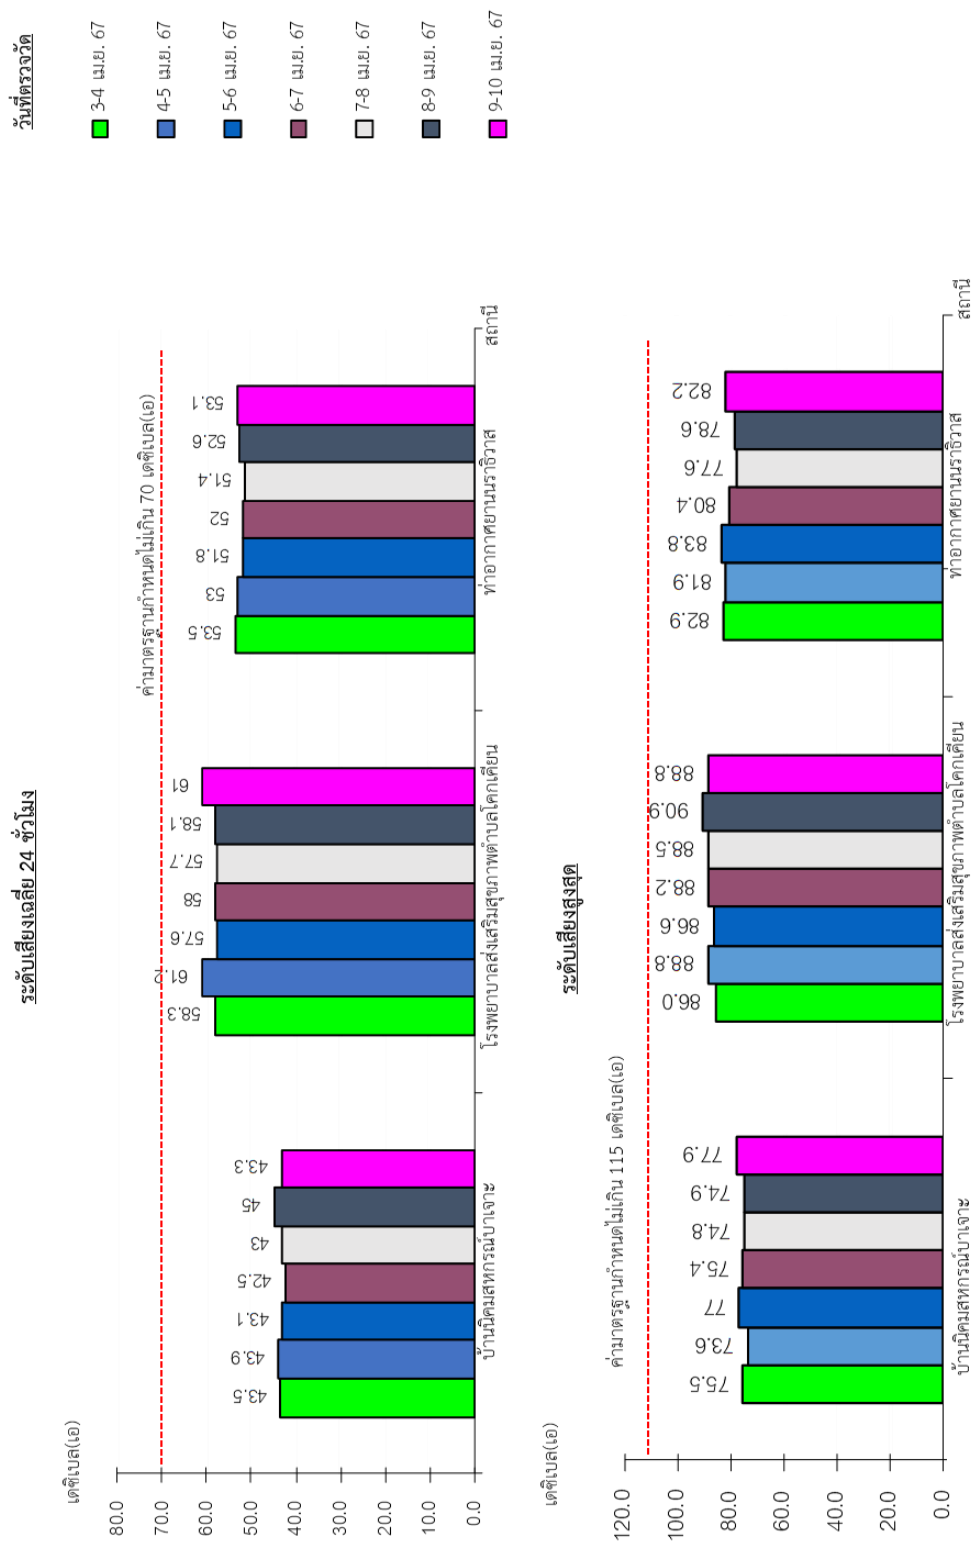 ระดับเสียงเฉลี่ย 24 ชั่วโมง
เดซิเบล(เอ)
ค่ามาตรฐานกำหนดไม่เกิน 70 เดซิเบล(เอ)
80.0
70.0
60.0
50.0
40.0
30.0
20.0
10.0
0.0
43.5
43.9
43.1
42.5
43
45
43.3
58.3
61.2
57.6
58
57.7
58.1
61
53.5
53
51.8
52
51.4
52.6
53.1
บ้านนิคมสหกรณ์บาเจาะ
โรงพยาบาลส่งเสริมสุขภาพตำบลโคกเคียน
ท่าอากาศยานนราธิวาส
สถานี
วันที่ตรวจวัด
3-4 เม.ย. 67
4-5 เม.ย. 67
5-6 เม.ย. 67
6-7 เม.ย. 67
7-8 เม.ย. 67
8-9 เม.ย. 67
9-10 เม.ย. 67
ระดับเสียงสูงสุด
เดซิเบล(เอ)
ค่ามาตรฐานกำหนดไม่เกิน 115 เดซิเบล(เอ)
120.0
100.0
80.0
60.0
40.0
20.0
0.0
75.5
73.6
77
75.4
74.8
74.9
77.9
86.0
88.8
86.6
88.2
88.5
90.9
88.8
82.9
81.9
83.8
80.4
77.6
78.6
82.2
บ้านนิคมสหกรณ์บาเจาะ
โรงพยาบาลส่งเสริมสุขภาพตำบลโคกเคียน
ท่าอากาศยานนราธิวาส
สถานี